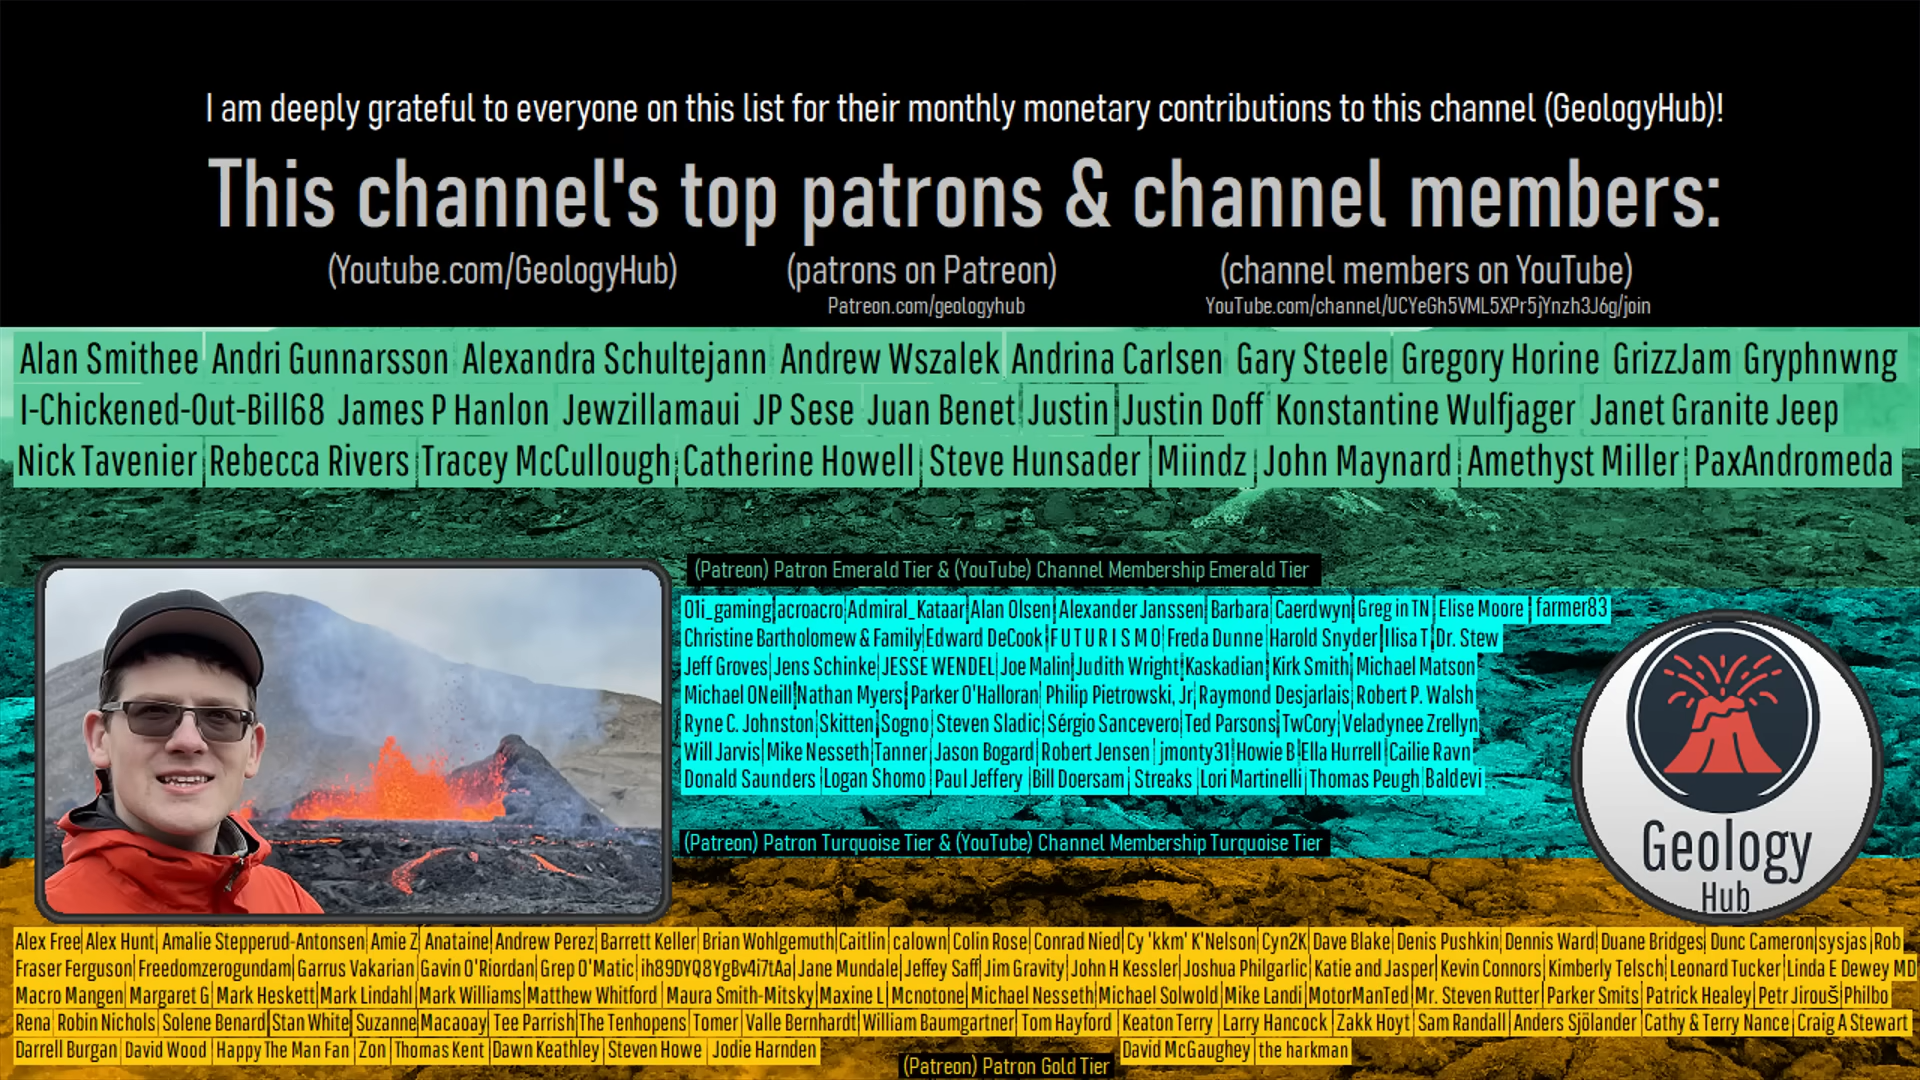 I am deeply grateful to everyone on this list for their monthly monetary contributions to this channel (GeologyHub)!
This channel's top patrons & channel members:
(Youtube.com/GeologyHub) (patrons on Patreon) (channel members on YouTube)
Patreon.com/geologyhub YouTube.com/channel/UCYeGh5VML5XPr5jYnzh3J6g/join
Alan Smithee Andri Gunnarsson Alexandra Schultejann Andrew Wszalek Andrina Carlsen Gary Steele Gregory Horine GrizzJam Gryphnwng
I-Chickened-Out-Bill68 James P Hanlon Jewzillamaui JP Sese Juan Benet Justin Justin Doff Konstantine Wulfjager Janet Granite Jeep
Nick Tavenier Rebecca Rivers Tracey McCullough Catherine Howell Steve Hunsader Miindz John Maynard Amethyst Miller PaxAndromeda
(Patreon) Patron Emerald Tier & (YouTube) Channel Membership Emerald Tier
O1i_gaming acroacro Admiral_Kataar Alan Olsen Alexander Janssen Barbara Caerdwyn Greg in TN Elise Moore farmer83
Christine Bartholomew & Family Edward DeCook F U T U R I S M O Freda Dunne Harold Snyder Ilisa T Dr. Stew
Jeff Groves Jens Schinke JESSE WENDEL Joe Malin Judith Wright Kaskadian Kirk Smith Michael Matson
Michael ONeill Nathan Myers Parker O'Halloran Philip Pietrowski, Jr Raymond Desjarlais Robert P. Walsh
Ryne C. Johnston Skitten Sogno Steven Sladic Sérgio Sancevero Ted Parsons TwCory Veladynee Zrellyn
Will Jarvis Mike Nesseth Tanner Jason Bogard Robert Jensen jmonty31 Howie B Ella Hurrell Cailie Ravn
Donald Saunders Logan Shomo Paul Jeffery Bill Doersam Streaks Lori Martinelli Thomas Peugh Baldevi
(Patreon) Patron Turquoise Tier & (YouTube) Channel Membership Turquoise Tier
Geology
Hub
Alex Free Alex Hunt Amalie Stepperud-Antonsen Amie Z Anataine Andrew Perez Barrett Keller Brian Wohlgemuth Caitlin calown Colin Rose Conrad Nied Cy 'kkm' K'Nelson Cyn2K Dave Blake Denis Pushkin Dennis Ward Duane Bridges Dunc Cameron sysjas Rob
Fraser Ferguson Freedomzerogundam Garrus Vakarian Gavin O'Riordan Grep O'Matic ih89DYQ8YgBv4i7tAa Jane Mundale Jeffey Saff Jim Gravity John H Kessler Joshua Philgarlic Katie and Jasper Kevin Connors Kimberly Telsch Leonard Tucker Linda E Dewey MD
Macro Mangen Margaret G Mark Heskett Mark Lindahl Mark Williams Matthew Whitford Maura Smith-Mitsky Maxine L Mcnotone Michael Nesseth Michael Solwold Mike Landi MotorManTed Mr. Steven Rutter Parker Smits Patrick Healey Petr Jirouš Philbo
Rena Robin Nichols Solene Benard Stan White Suzanne Macaoay Tee Parrish The Tenhopens Tomer Valle Bernhardt William Baumgartner Tom Hayford Keaton Terry Larry Hancock Zakk Hoyt Sam Randall Anders Sjölander Cathy & Terry Nance Craig A Stewart
Darrell Burgan David Wood Happy The Man Fan Zon Thomas Kent Dawn Keathley Steven Howe Jodie Harnden David McGaughey the harkman
(Patreon) Patron Gold Tier